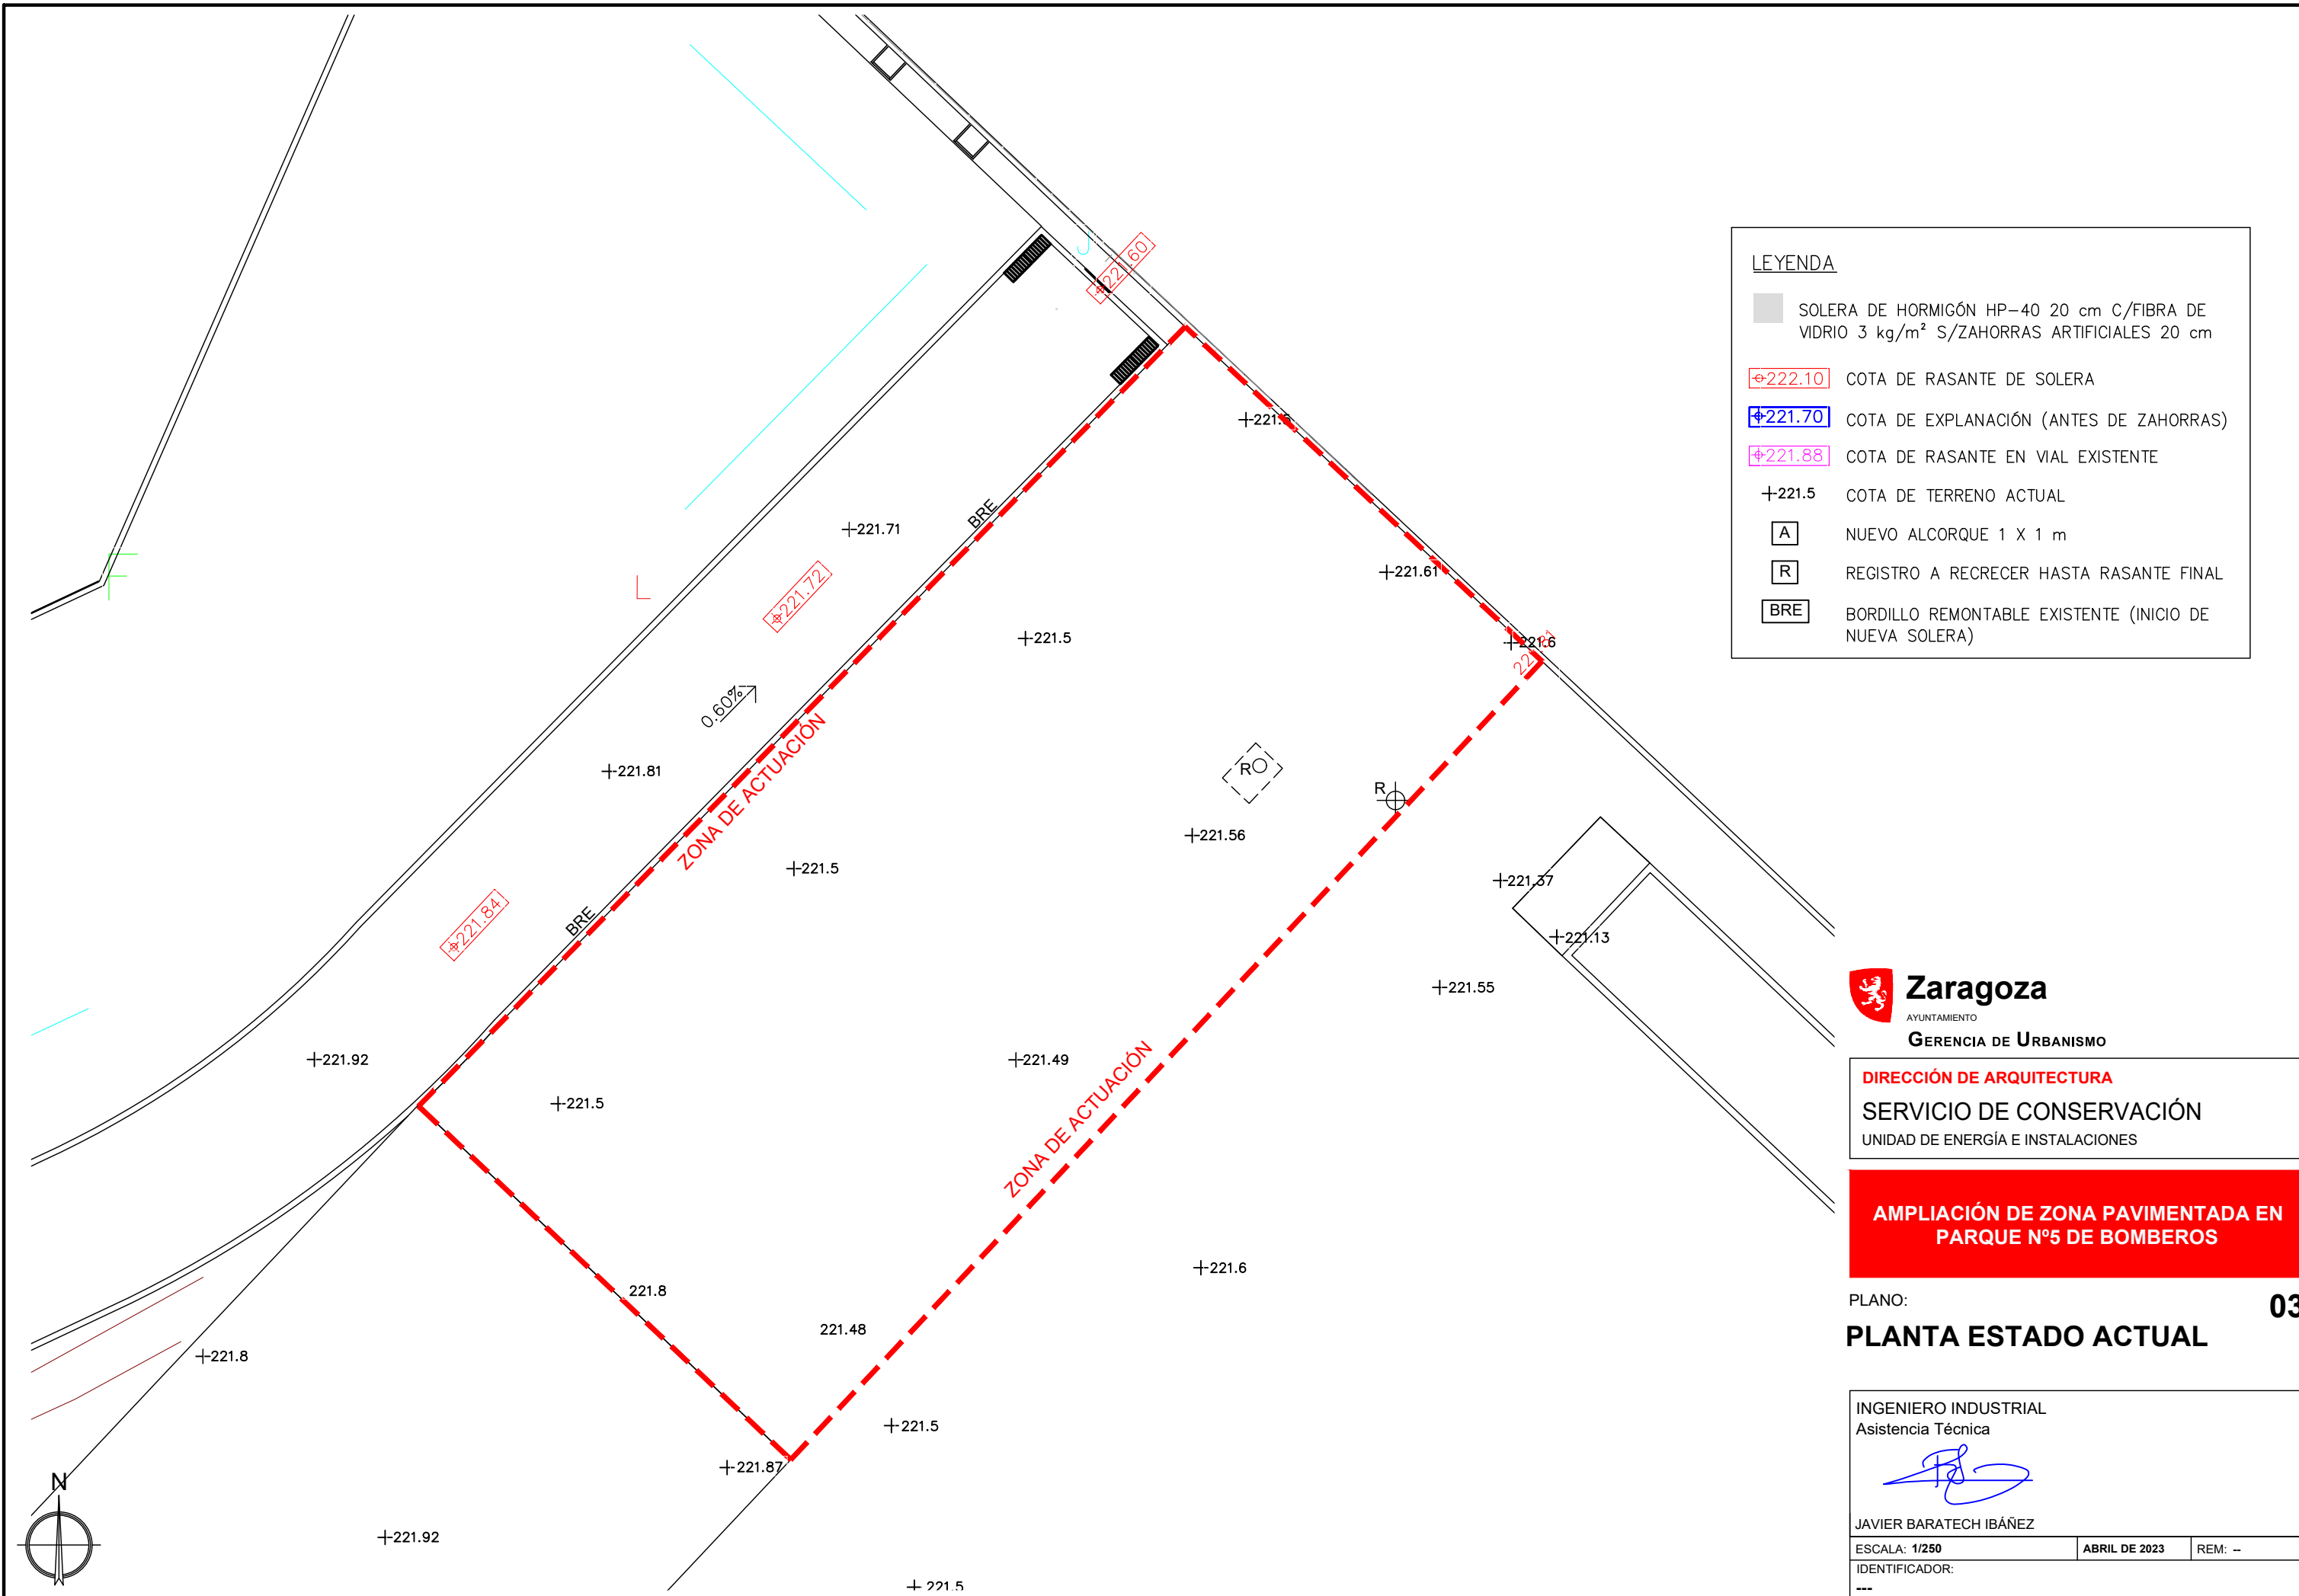 221.60
221.5
BRE
221.71
221.72
221.61
221.5
221.6
0.60%
ZONA DE ACTUACIÓN
221.81
R
R
221.56
221.5
221.37
221.84
BRE
221.13
221.55
221.92
221.49
221.5
ZONA DE ACTUACIÓN
221.6
221.8
221.48
221.8
221.5
221.87
N
221.92
221.5
LEYENDA
SOLERA DE HORMIGÓN HP-40 20 cm C/FIBRA DE
VIDRIO 3 kg/m² S/ZAHORRAS ARTIFICIALES 20 cm
222.10 COTA DE RASANTE DE SOLERA
221.70 COTA DE EXPLANACIÓN (ANTES DE ZAHORRAS)
221.88 COTA DE RASANTE EN VIAL EXISTENTE
221.5 COTA DE TERRENO ACTUAL
A NUEVO ALCORQUE 1 X 1 m
R REGISTRO A RECRECER HASTA RASANTE FINAL
BRE BORDILLO REMONTABLE EXISTENTE (INICIO DE
NUEVA SOLERA)
Zaragoza
AYUNTAMIENTO
GERENCIA DE URBANISMO
DIRECCIÓN DE ARQUITECTURA
SERVICIO DE CONSERVACIÓN
UNIDAD DE ENERGÍA E INSTALACIONES
AMPLIACIÓN DE ZONA PAVIMENTADA EN
PARQUE Nº5 DE BOMBEROS
PLANO: 03
PLANTA ESTADO ACTUAL
INGENIERO INDUSTRIAL
Asistencia Técnica
JAVIER BARATECH IBÁÑEZ
ESCALA: 1/250 ABRIL DE 2023 REM: --
IDENTIFICADOR:
---